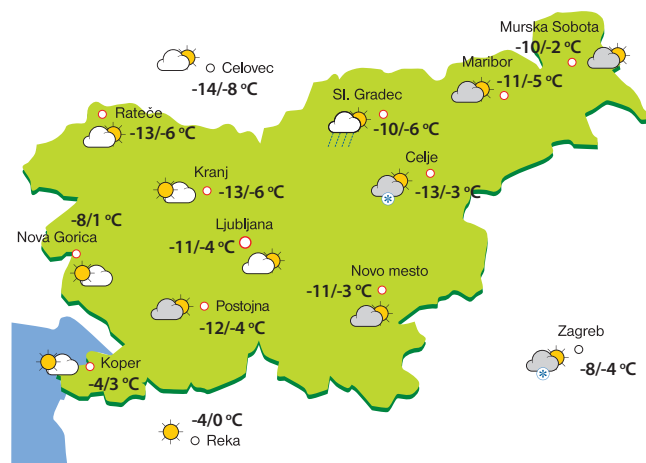 Murska Sobota
-10/-2 °C
Maribor
-11/-5 °C
Celovec
-14/-8 °C
Sl. Gradec
-10/-6 °C
Rateče
-13/-6 °C
Celje
-13/-3 °C
Kranj
-13/-6 °C
-8/1 °C
Nova Gorica
Ljubljana
-11/-4 °C
Novo mesto
-11/-3 °C
Postojna
-12/-4 °C
Zagreb
-8/-4 °C
Koper
-4/3 °C
-4/0 °C
Reka